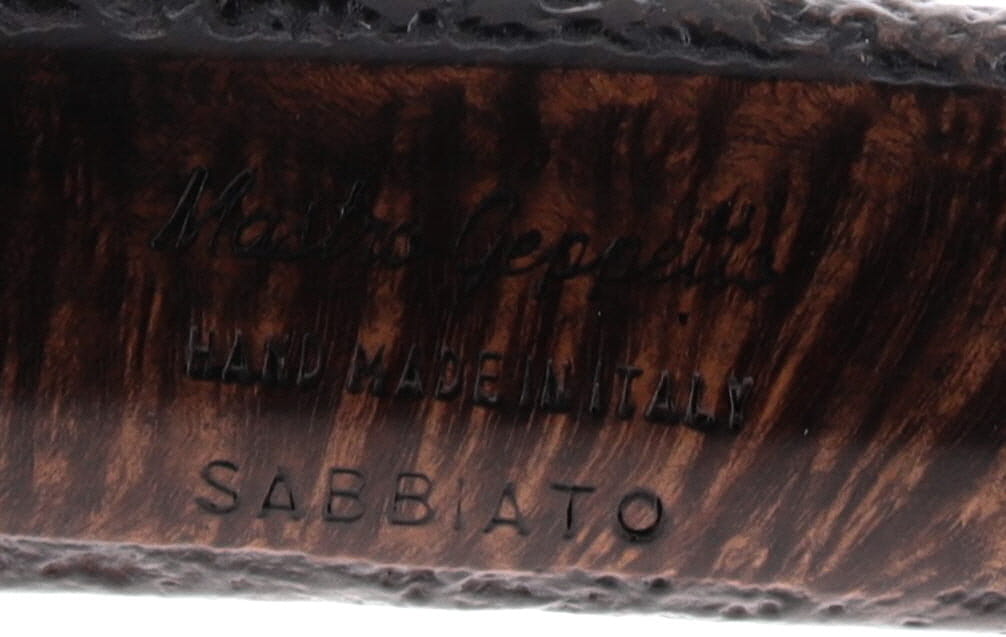 Mastro Geppetto
HAND MADE IN ITALY
SABBIATO